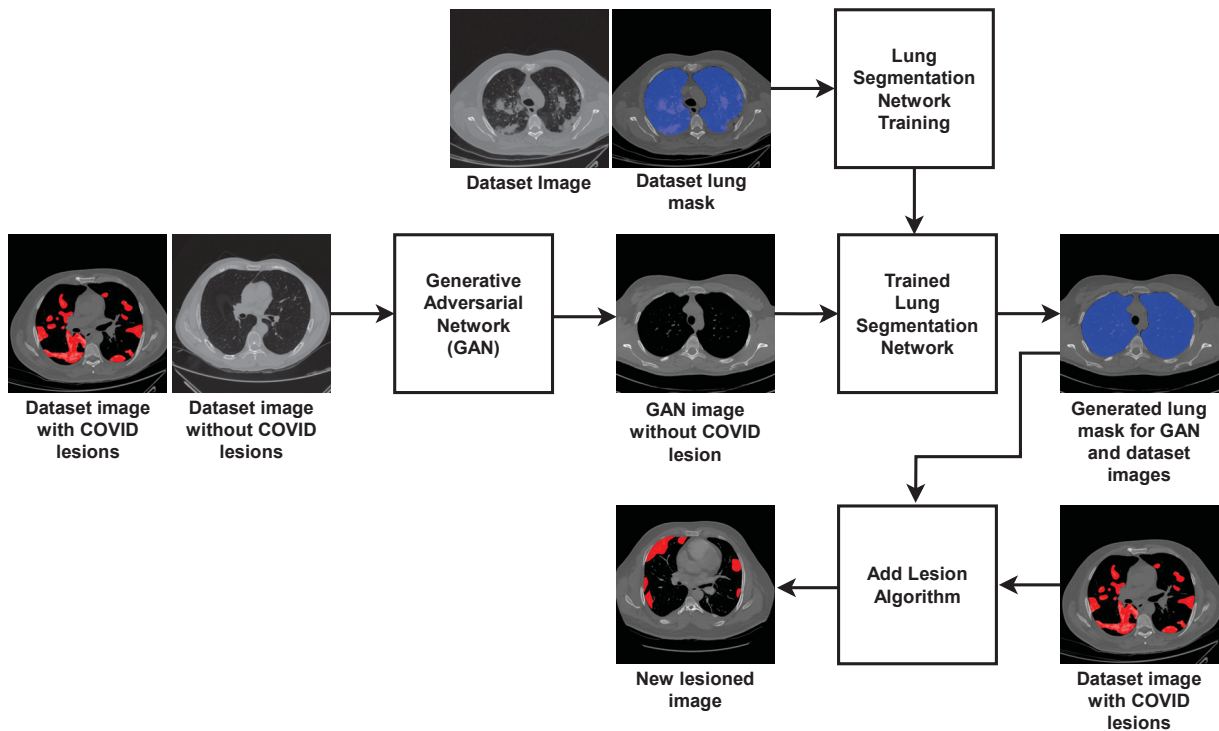 Lung
Segmentation
Network
Training
Dataset Image
Dataset lung
mask
Generative
Adversarial
Network
(GAN)
Trained
Lung
Segmentation
Network
Dataset image
with COVID
lesions
Dataset image
without COVID
lesions
GAN image
without COVID
lesion
Generated lung
mask for GAN
and dataset
images
Add Lesion
Algorithm
New lesioned
image
Dataset image
with COVID
lesions